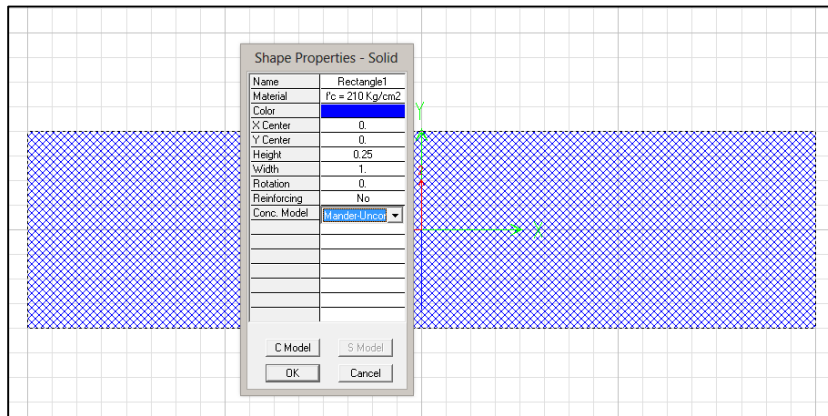 Shape Properties - Solid
Name Rectangle1
Material f'c = 210 Kg/cm2
Color
X Center 0.
Y Center 0.
Height 0.25
Width 1.
Rotation 0.
Reinforcing No
Conc. Model Mander-Uncor
C Model S Model
OK Cancel
Y
2
X